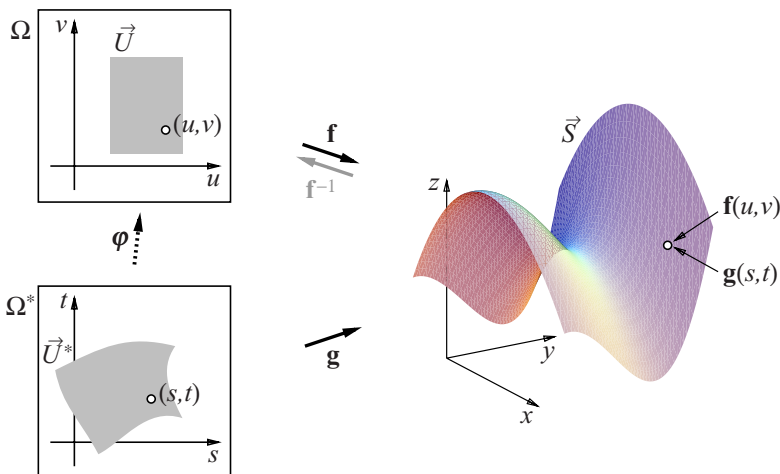 Ω
v
U⃗
(u,v)
u
f
f⁻¹
φ
Ω*
t
U⃗*
(s,t)
s
g
S⃗
z
y
x
f(u,v)
g(s,t)